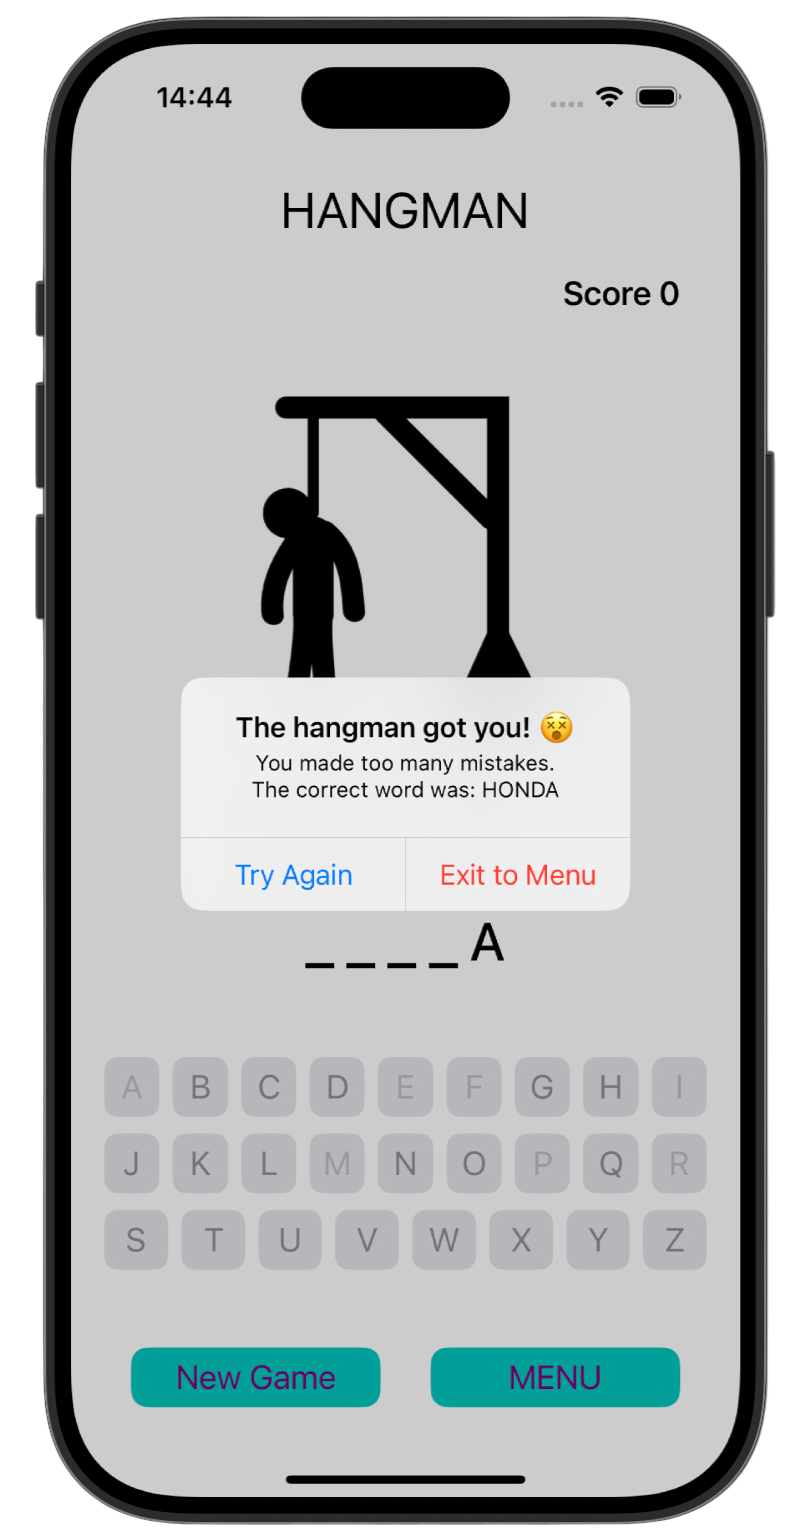 14:44
HANGMAN
Score 0
The hangman got you! 😵
You made too many mistakes.
The correct word was: HONDA
Try Again Exit to Menu
_ _ _ _ A
A B C D E F G H I
J K L M N O P Q R
S T U V W X Y Z
New Game MENU